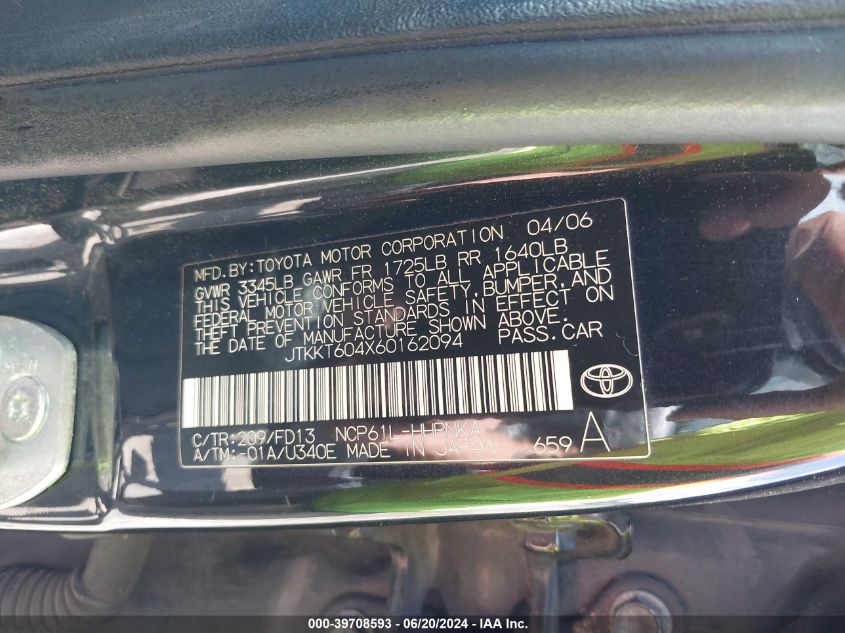 MFD. BY: TOYOTA MOTOR CORPORATION 04/06
GVWR 3345LB GAWR FR 1725LB RR 1640LB
THIS VEHICLE CONFORMS TO ALL APPLICABLE
FEDERAL MOTOR VEHICLE SAFETY, BUMPER, AND
THEFT PREVENTION STANDARDS IN EFFECT ON
THE DATE OF MANUFACTURE SHOWN ABOVE.
JTKKT604X60162094 PASS. CAR
C/TR: 209/FD13 NCP61L-HHPNKA
A/TM: -01A/U340E MADE IN JAPAN 659 A
000-39708593 - 06/20/2024 - IAA Inc.